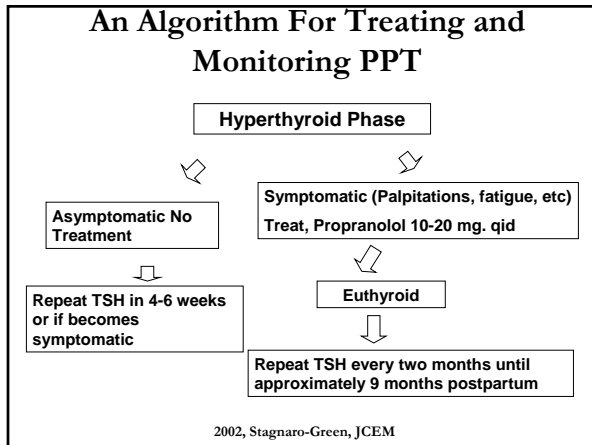 An Algorithm For Treating and
Monitoring PPT
Hyperthyroid Phase
Asymptomatic No
Treatment
Repeat TSH in 4-6 weeks
or if becomes
symptomatic
Symptomatic (Palpitations, fatigue, etc)
Treat, Propranolol 10-20 mg. qid
Euthyroid
Repeat TSH every two months until
approximately 9 months postpartum
2002, Stagnaro-Green, JCEM